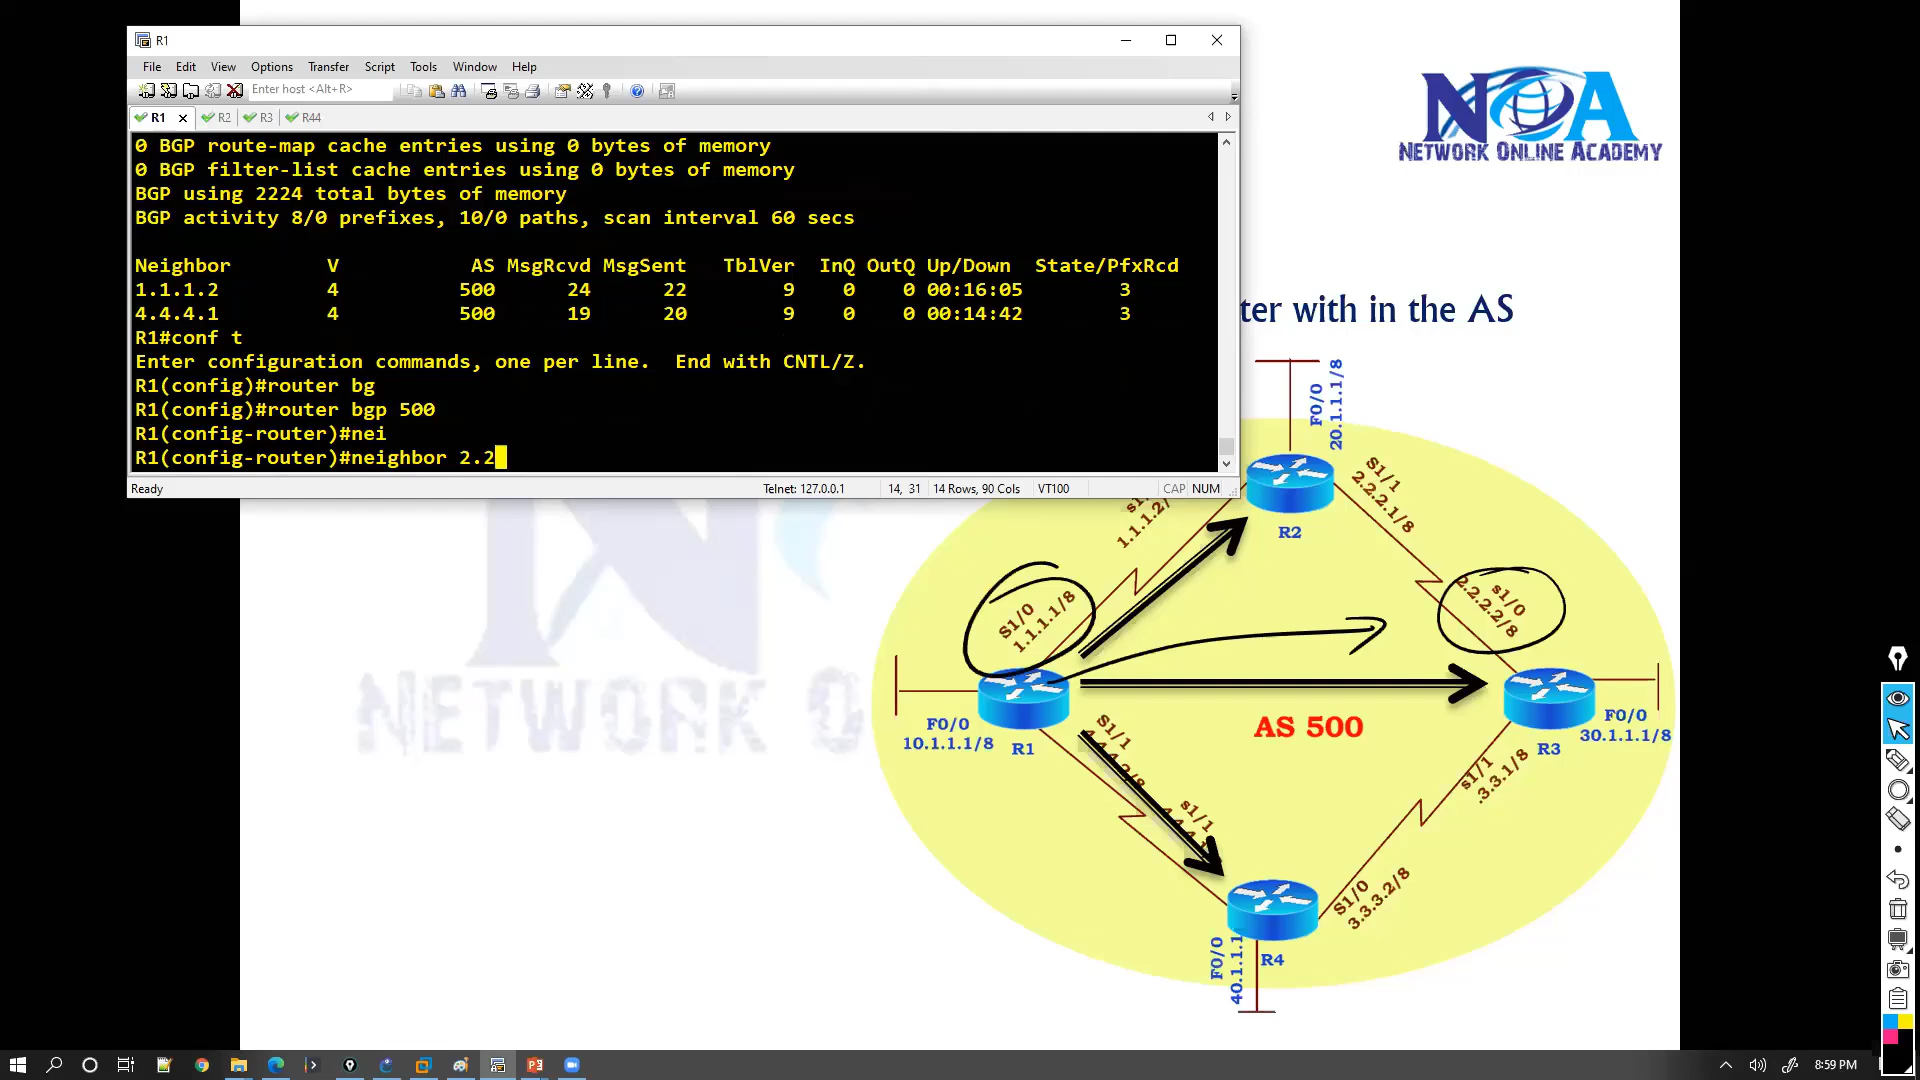 R1
File Edit View Options Transfer Script Tools Window Help
Enter host <Alt+R>
R1 R2 R3 R44
0 BGP route-map cache entries using 0 bytes of memory
0 BGP filter-list cache entries using 0 bytes of memory
BGP using 2224 total bytes of memory
BGP activity 8/0 prefixes, 10/0 paths, scan interval 60 secs
Neighbor V AS MsgRcvd MsgSent TblVer InQ OutQ Up/Down State/PfxRcd
1.1.1.2 4 500 24 22 9 0 0 00:16:05 3
4.4.4.1 4 500 19 20 9 0 0 00:14:42 3
R1#conf t
Enter configuration commands, one per line. End with CNTL/Z.
R1(config)#router bg
R1(config)#router bgp 500
R1(config-router)#nei
R1(config-router)#neighbor 2.2
Ready Telnet: 127.0.0.1 14, 31 14 Rows, 90 Cols VT100 CAP NUM
NOA
NETWORK ONLINE ACADEMY
ter with in the AS
F0/0
20.1.1.1/8
S1/1
2.2.2.1/8
1.1.1.2/
R2
S1/0
1.1.1.1/8
s1/0
2.2.2.2/8
F0/0
10.1.1.1/8
R1
AS 500
R3
F0/0
30.1.1.1/8
S1/1
s1/1
s1/1
.3.3.1/8
S1/0
3.3.3.2/8
F0/0
40.1.1.1
R4
NETWORK O
8:59 PM